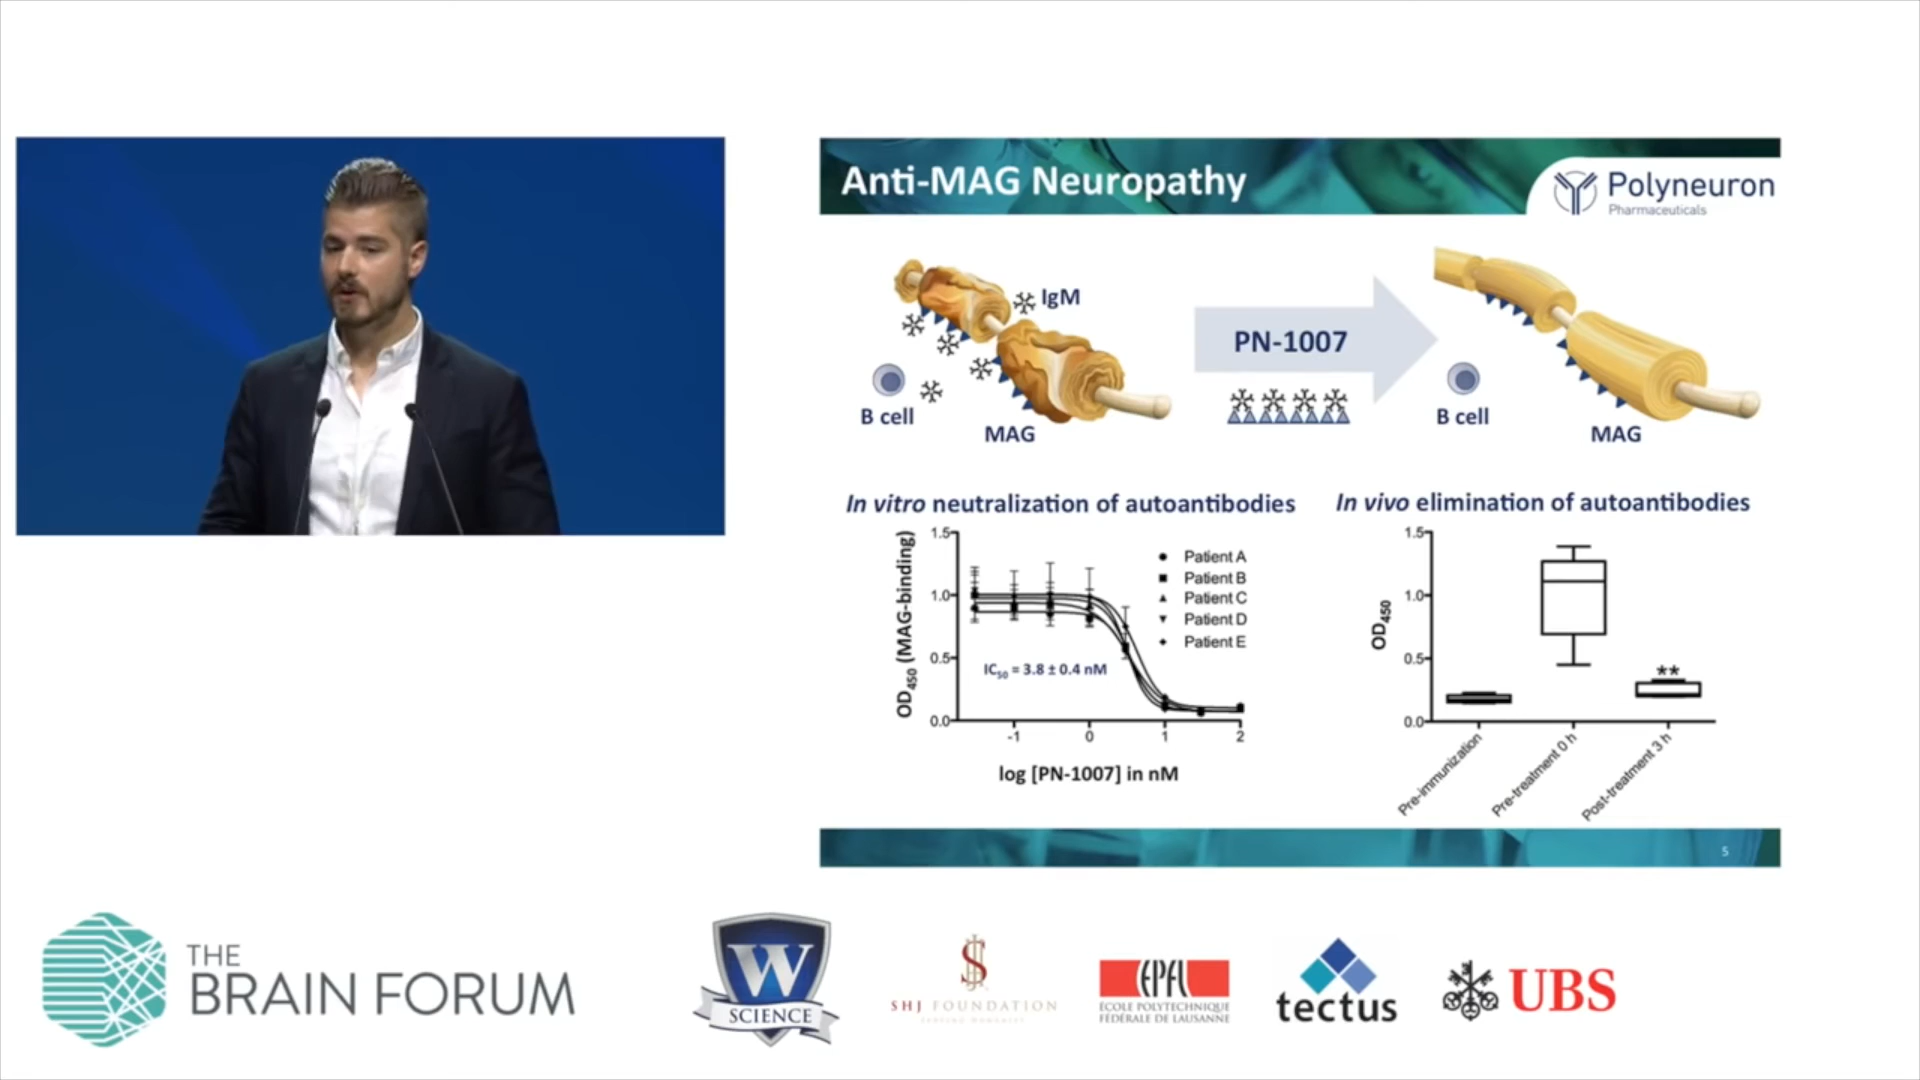 Anti-MAG Neuropathy
Polyneuron
Pharmaceuticals
IgM
B cell
MAG
PN-1007
B cell
MAG
In vitro neutralization of autoantibodies
OD450 (MAG-binding)
1.5
1.0
0.5
0.0
Patient A
Patient B
Patient C
Patient D
Patient E
IC50 = 3.8 ± 0.4 nM
-1 0 1 2
log [PN-1007] in nM
In vivo elimination of autoantibodies
OD450
1.5
1.0
0.5
0.0
**
Pre-immunization
Pre-treatment 0 h
Post-treatment 3 h
5
THE
BRAIN FORUM
W
SCIENCE
SHJ FOUNDATION
EPFL
ÉCOLE POLYTECHNIQUE
FÉDÉRALE DE LAUSANNE
tectus
UBS